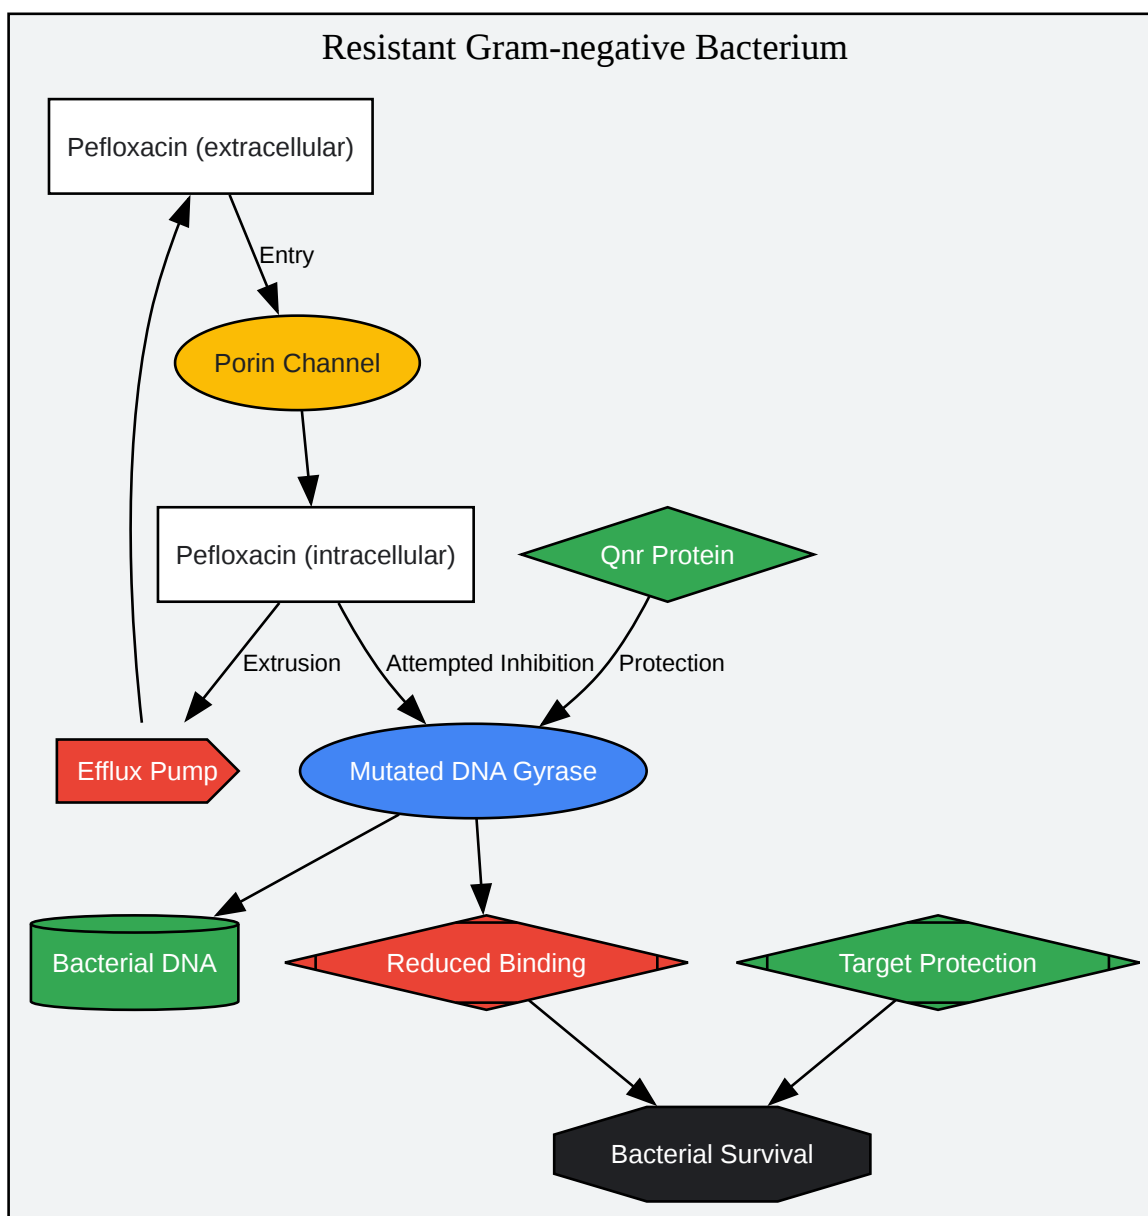 Resistant Gram-negative Bacterium
Pefloxacin (extracellular)
Entry
Porin Channel
Pefloxacin (intracellular)
Qnr Protein
Extrusion
Attempted Inhibition
Protection
Efflux Pump
Mutated DNA Gyrase
Bacterial DNA
Reduced Binding
Target Protection
Bacterial Survival